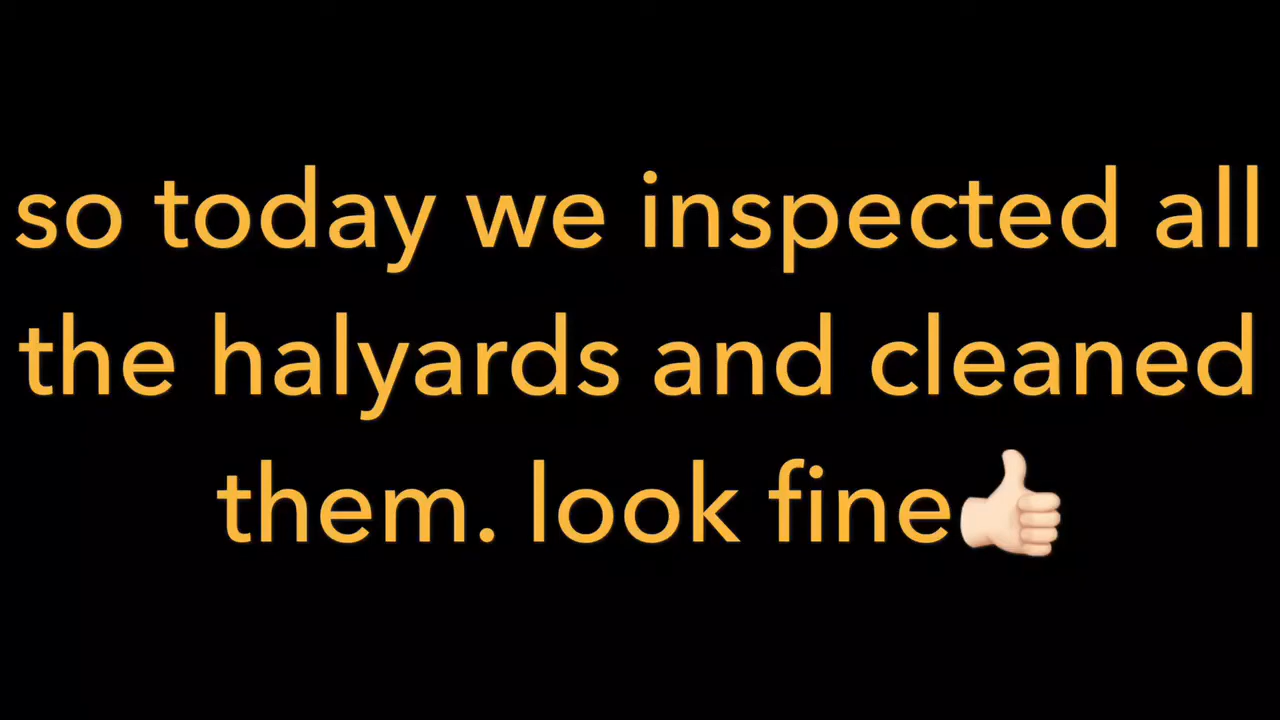 so today we inspected all
the halyards and cleaned
them. look fine👍🏻